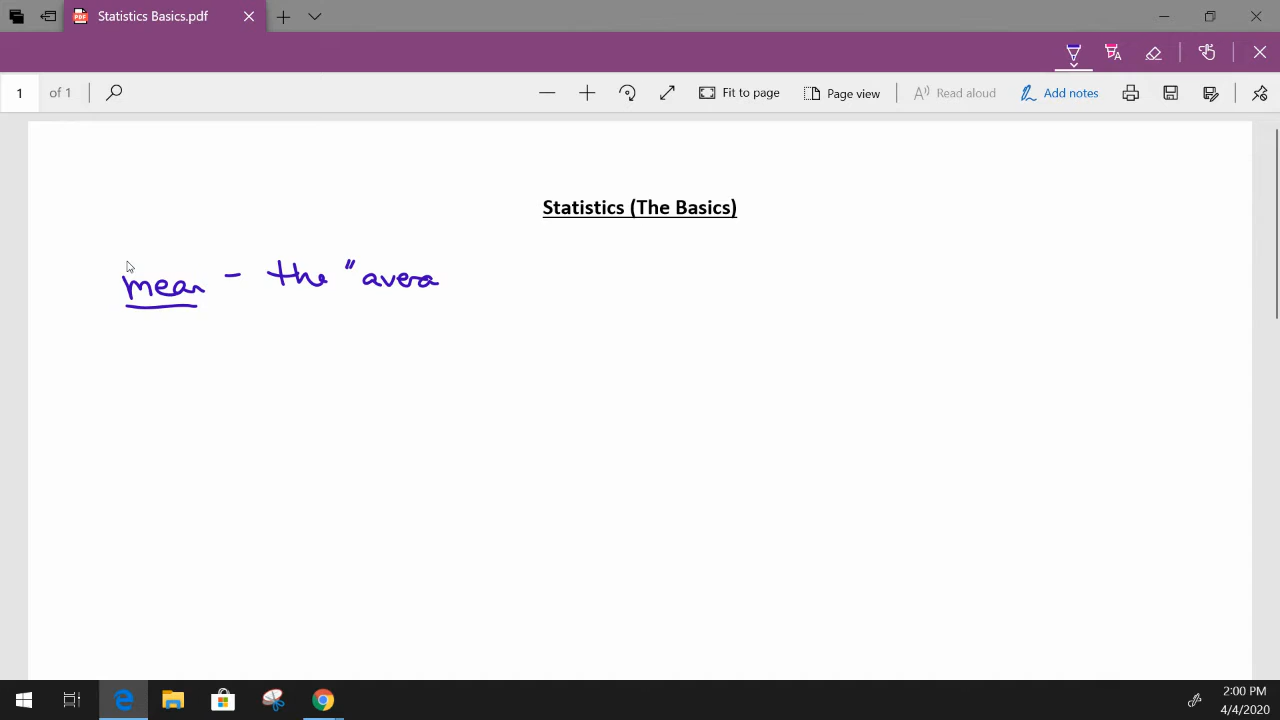 Statistics Basics.pdf
1 of 1
Fit to page
Page view
Read aloud
Add notes
Statistics (The Basics)
mean - the "avera
2:00 PM
4/4/2020